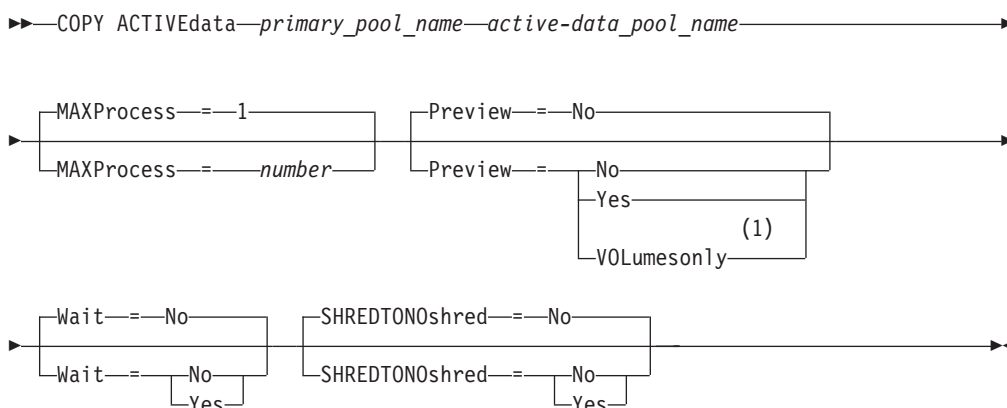 COPY ACTIVEdata primary_pool_name active-data_pool_name
MAXProcess = 1 Preview = No
MAXProcess = number Preview = No
Yes
(1)
VOLumesonly
Wait = No SHREDTONOshred = No
Wait = No SHREDTONOshred = No
Yes Yes